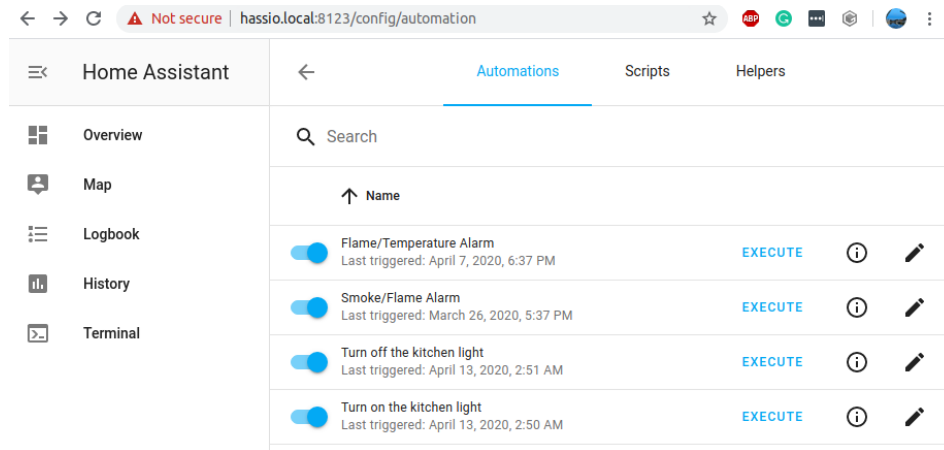 Not secure | hassio.local:8123/config/automation
ABP
Home Assistant
Automations Scripts Helpers
Overview
Map
Logbook
History
Terminal
Search
Name
Flame/Temperature Alarm
Last triggered: April 7, 2020, 6:37 PM
EXECUTE
Smoke/Flame Alarm
Last triggered: March 26, 2020, 5:37 PM
EXECUTE
Turn off the kitchen light
Last triggered: April 13, 2020, 2:51 AM
EXECUTE
Turn on the kitchen light
Last triggered: April 13, 2020, 2:50 AM
EXECUTE